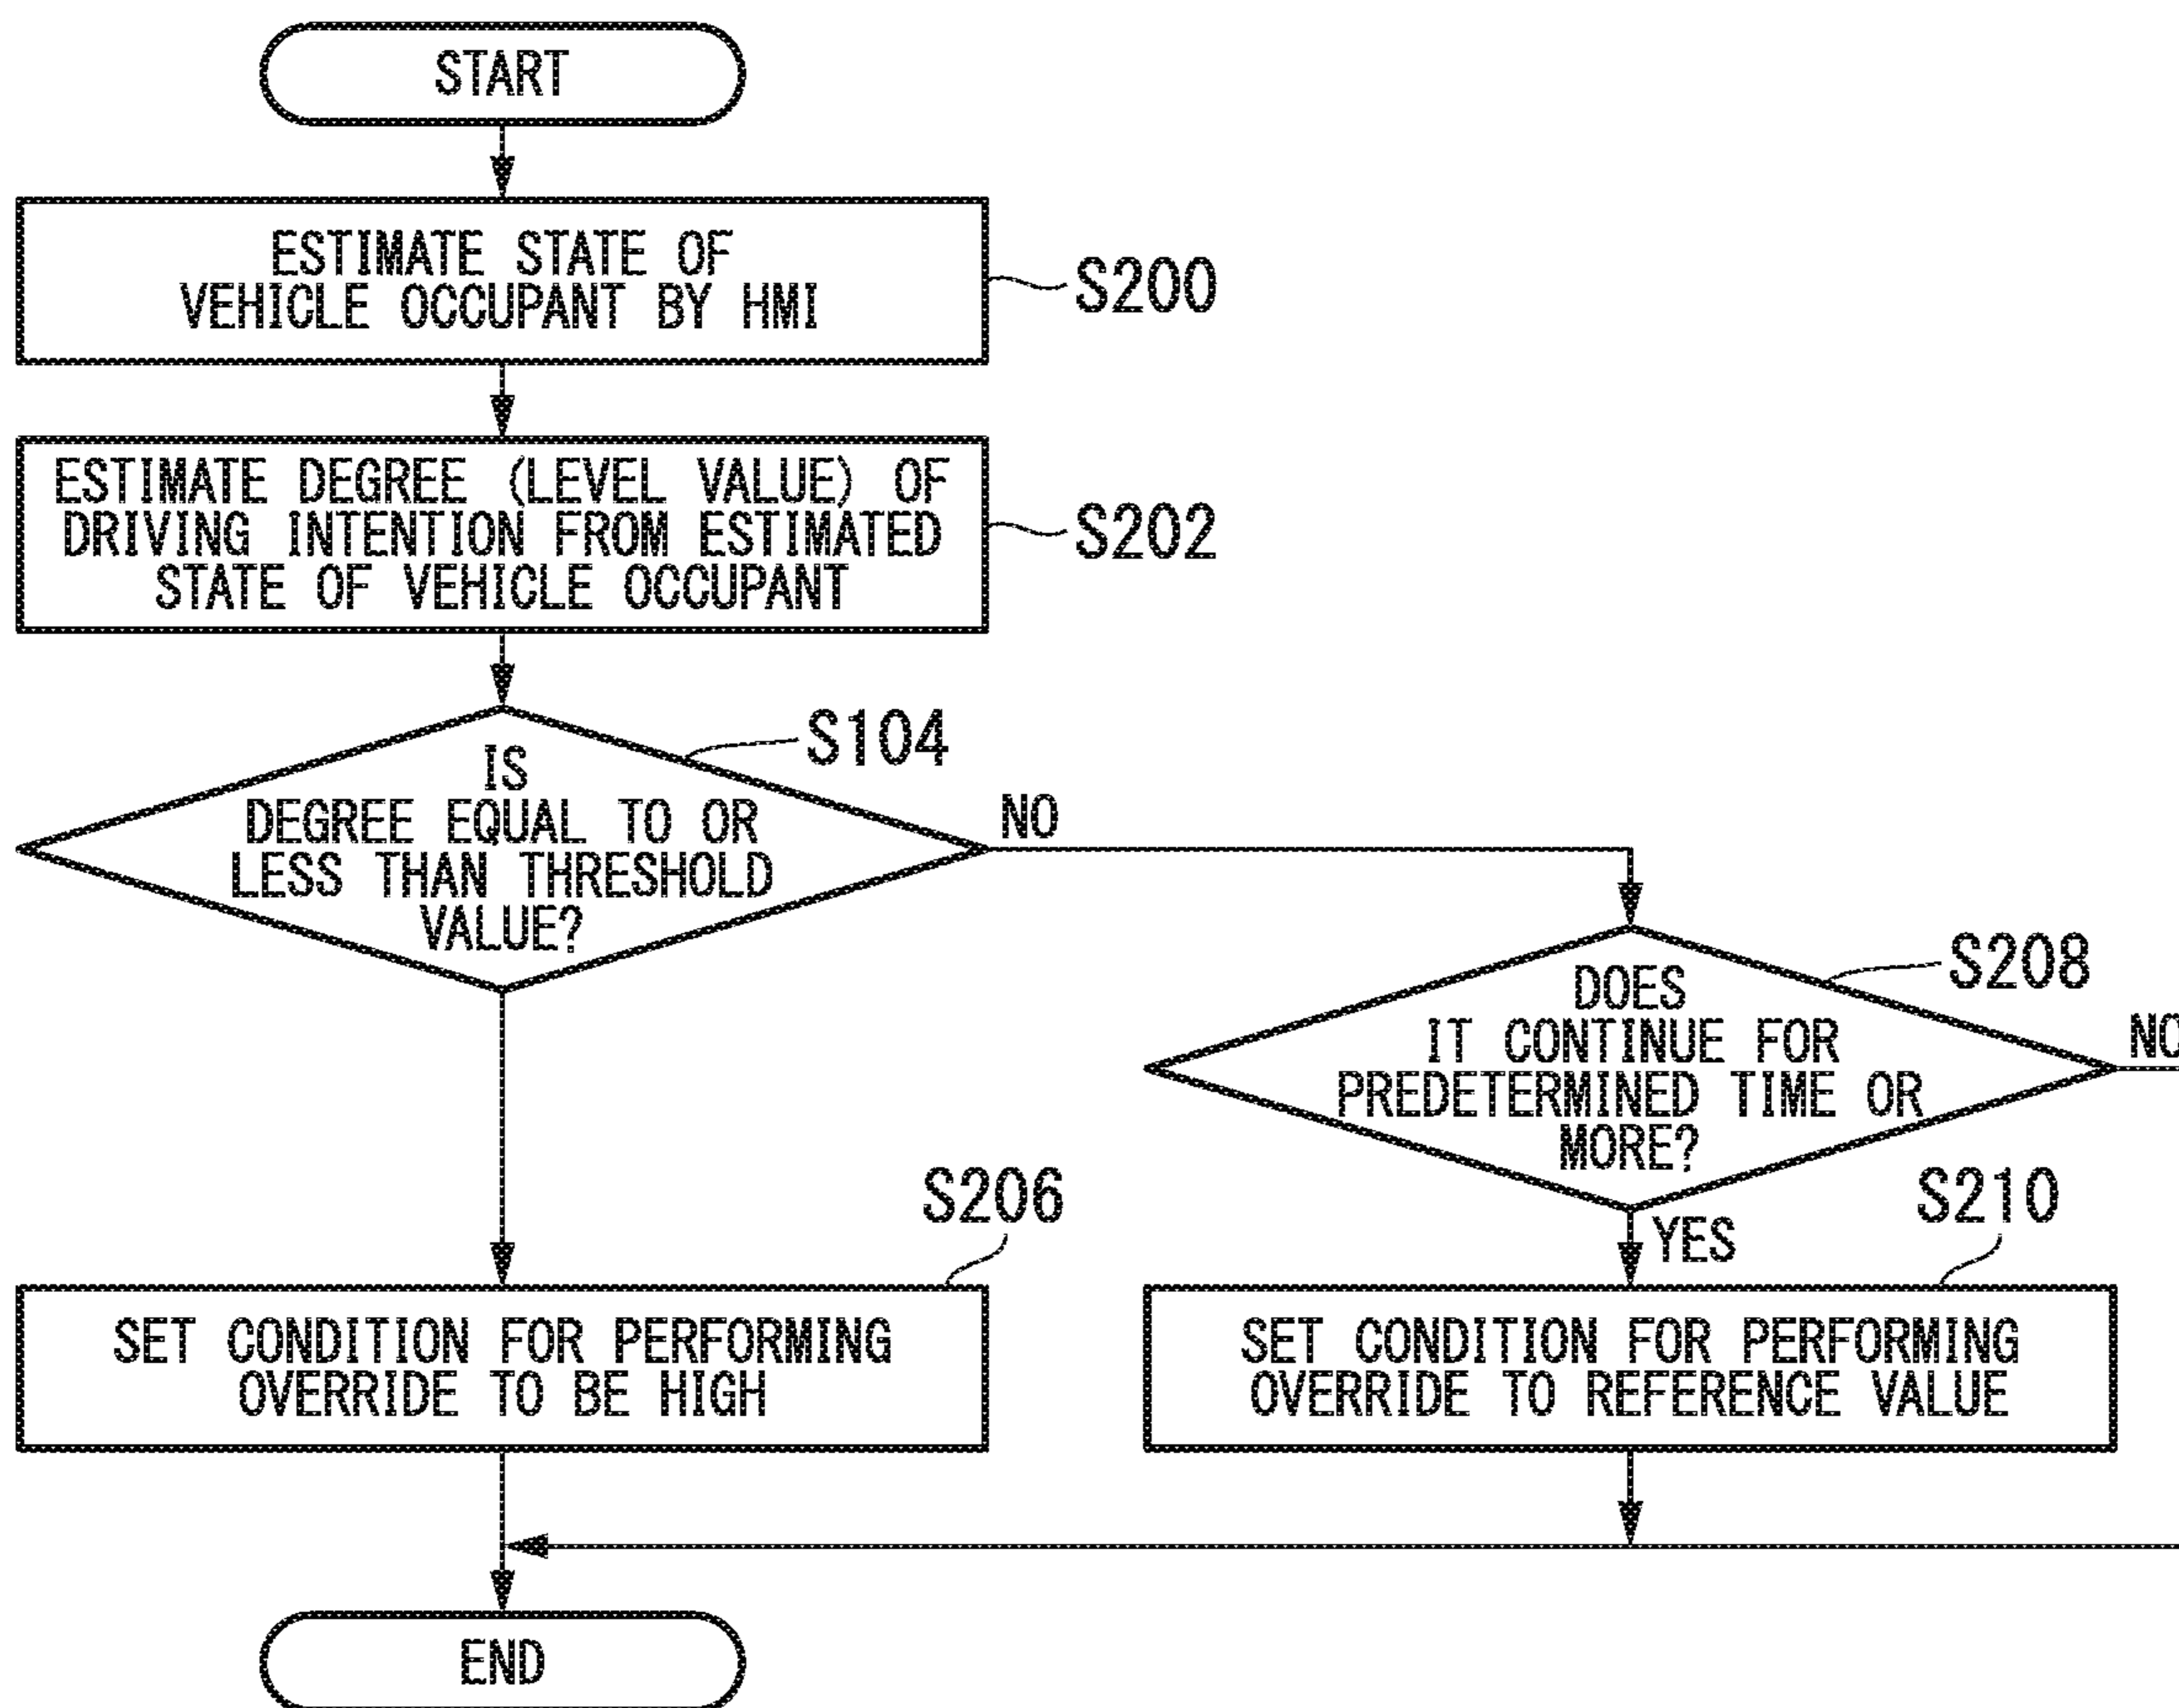 START
ESTIMATE STATE OF
VEHICLE OCCUPANT BY HMI
S200
ESTIMATE DEGREE (LEVEL VALUE) OF
DRIVING INTENTION FROM ESTIMATED
STATE OF VEHICLE OCCUPANT
S202
S104
IS
DEGREE EQUAL TO OR
LESS THAN THRESHOLD
VALUE?
NO
S208
DOES
IT CONTINUE FOR
PREDETERMINED TIME OR
MORE?
NO
YES
S206
SET CONDITION FOR PERFORMING
OVERRIDE TO BE HIGH
S210
SET CONDITION FOR PERFORMING
OVERRIDE TO REFERENCE VALUE
END